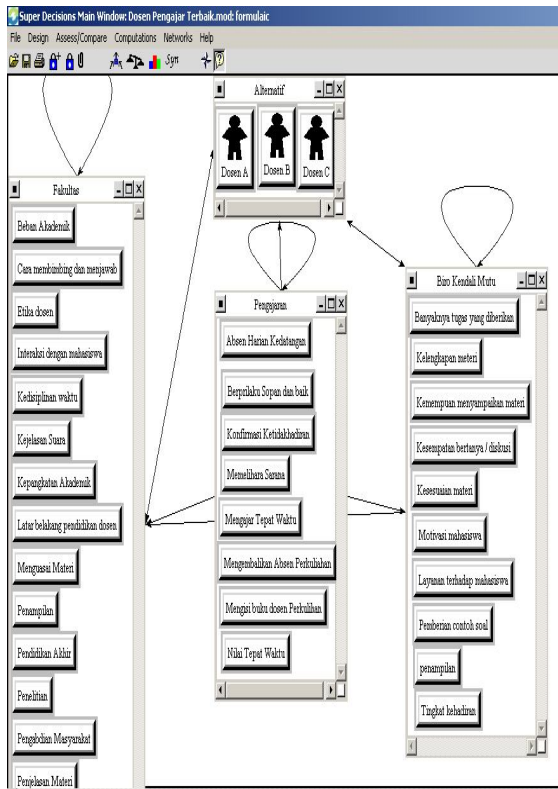 Super Decisions Main Window: Dosen Pengajar Terbaik.mod: formulaic
File Design Assess/Compare Computations Networks Help
Syn
Alternatif
Dosen A
Dosen B
Dosen C
Fakultas
Beban Akademik
Cara membimbing dan menjawab
Etika dosen
Interaksi dengan mahasiswa
Kedisiplinan waktu
Kejelasan Suara
Kepangkatan Akademik
Latar belakang pendidikan dosen
Menguasai Materi
Penampilan
Pendidikan Akhir
Penelitian
Pengabdian Masyarakat
Penjelasan Materi
Pengajaran
Absen Harian Kedatangan
Berprilaku Sopan dan baik
Konfirmasi Ketidakhadiran
Memelihara Sarana
Mengajar Tepat Waktu
Mengembalikan Absen Perkuliahan
Mengisi buku dosen Perkulihan
Nilai Tepat Waktu
Biro Kendali Mutu
Banyaknya tugas yang diberikan
Kelengkapan meteri
Kemempuan menyampaikan materi
Kesempatan bertanya / diskusi
Kesesuaian materi
Motivasi mahasiswa
Layanan terhadap mahasiswa
Pemberian contoh soal
penampilan
Tingkat kehadiran